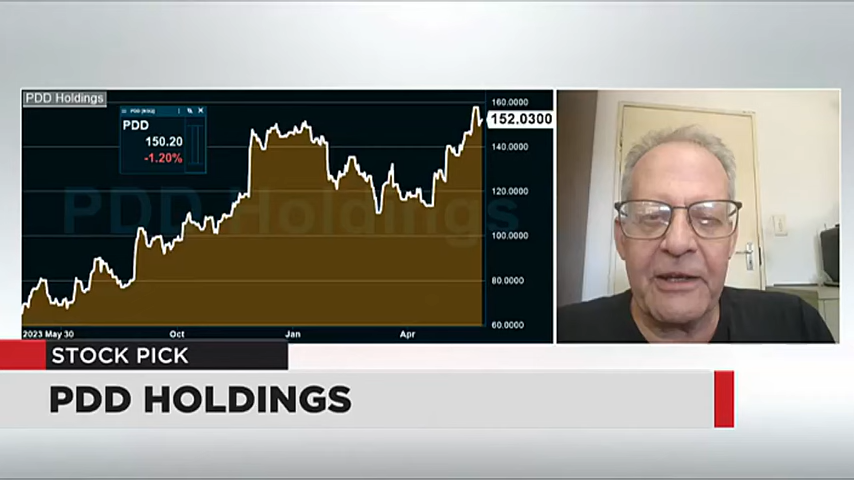 PDD Holdings
PDD
150.20
-1.20%
PDD Holdings
160.0000
152.0300
140.0000
120.0000
100.0000
80.0000
60.0000
2023 May 30
Oct
Jan
Apr
STOCK PICK
PDD HOLDINGS